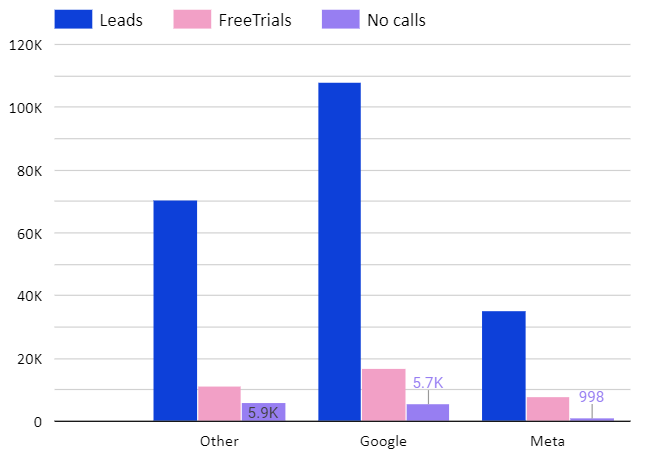 Leads FreeTrials No calls
120K
100K
80K
60K
40K
20K
0
5.9K
5.7K
998
Other Google Meta